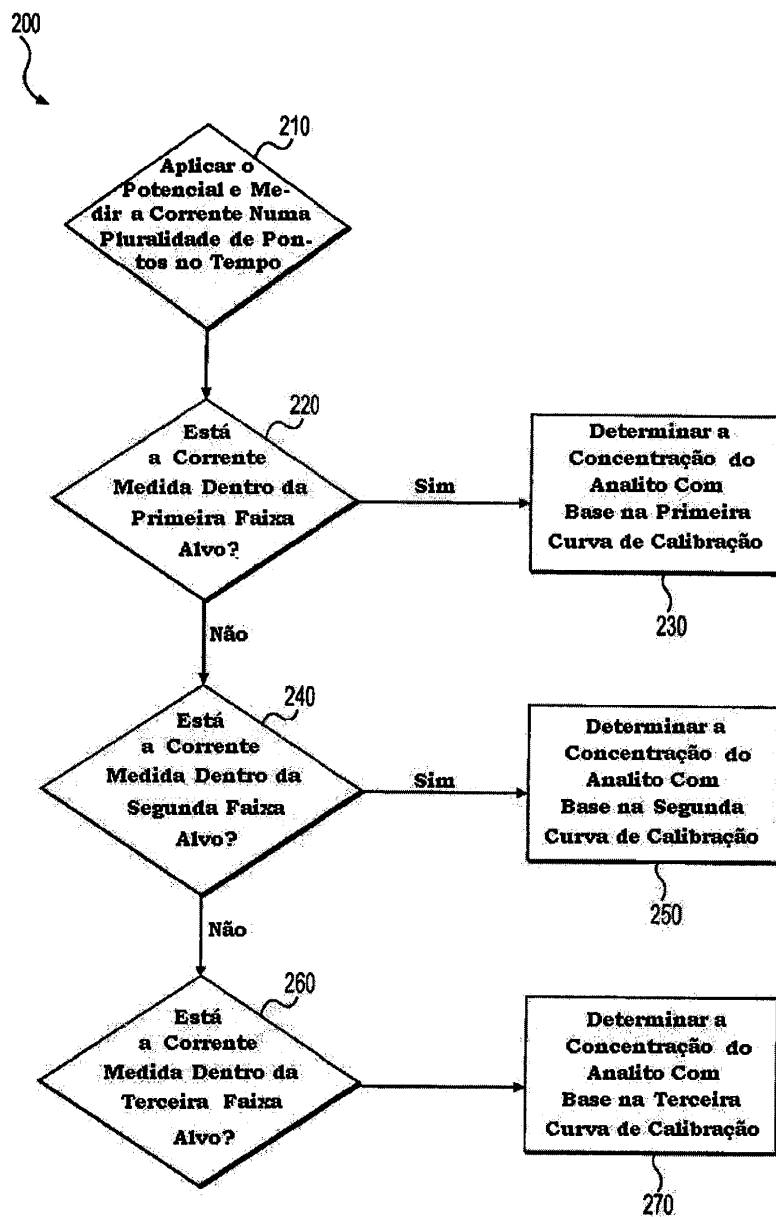 200
210
Aplicar o
Potencial e Me-
dir a Corrente Numa
Pluralidade de Pon-
tos no Tempo
220
Está
a Corrente
Medida Dentro da
Primeira Faixa
Alvo?
Sim
Determinar a
Concentração do
Analito Com
Base na Primeira
Curva de Calibração
230
Não
240
Está
a Corrente
Medida Dentro da
Segunda Faixa
Alvo?
Sim
Determinar a
Concentração do
Analito Com
Base na Segunda
Curva de Calibração
250
Não
260
Está
a Corrente
Medida Dentro da
Terceira Faixa
Alvo?
Determinar a
Concentração do
Analito Com
Base na Terceira
Curva de Calibração
270